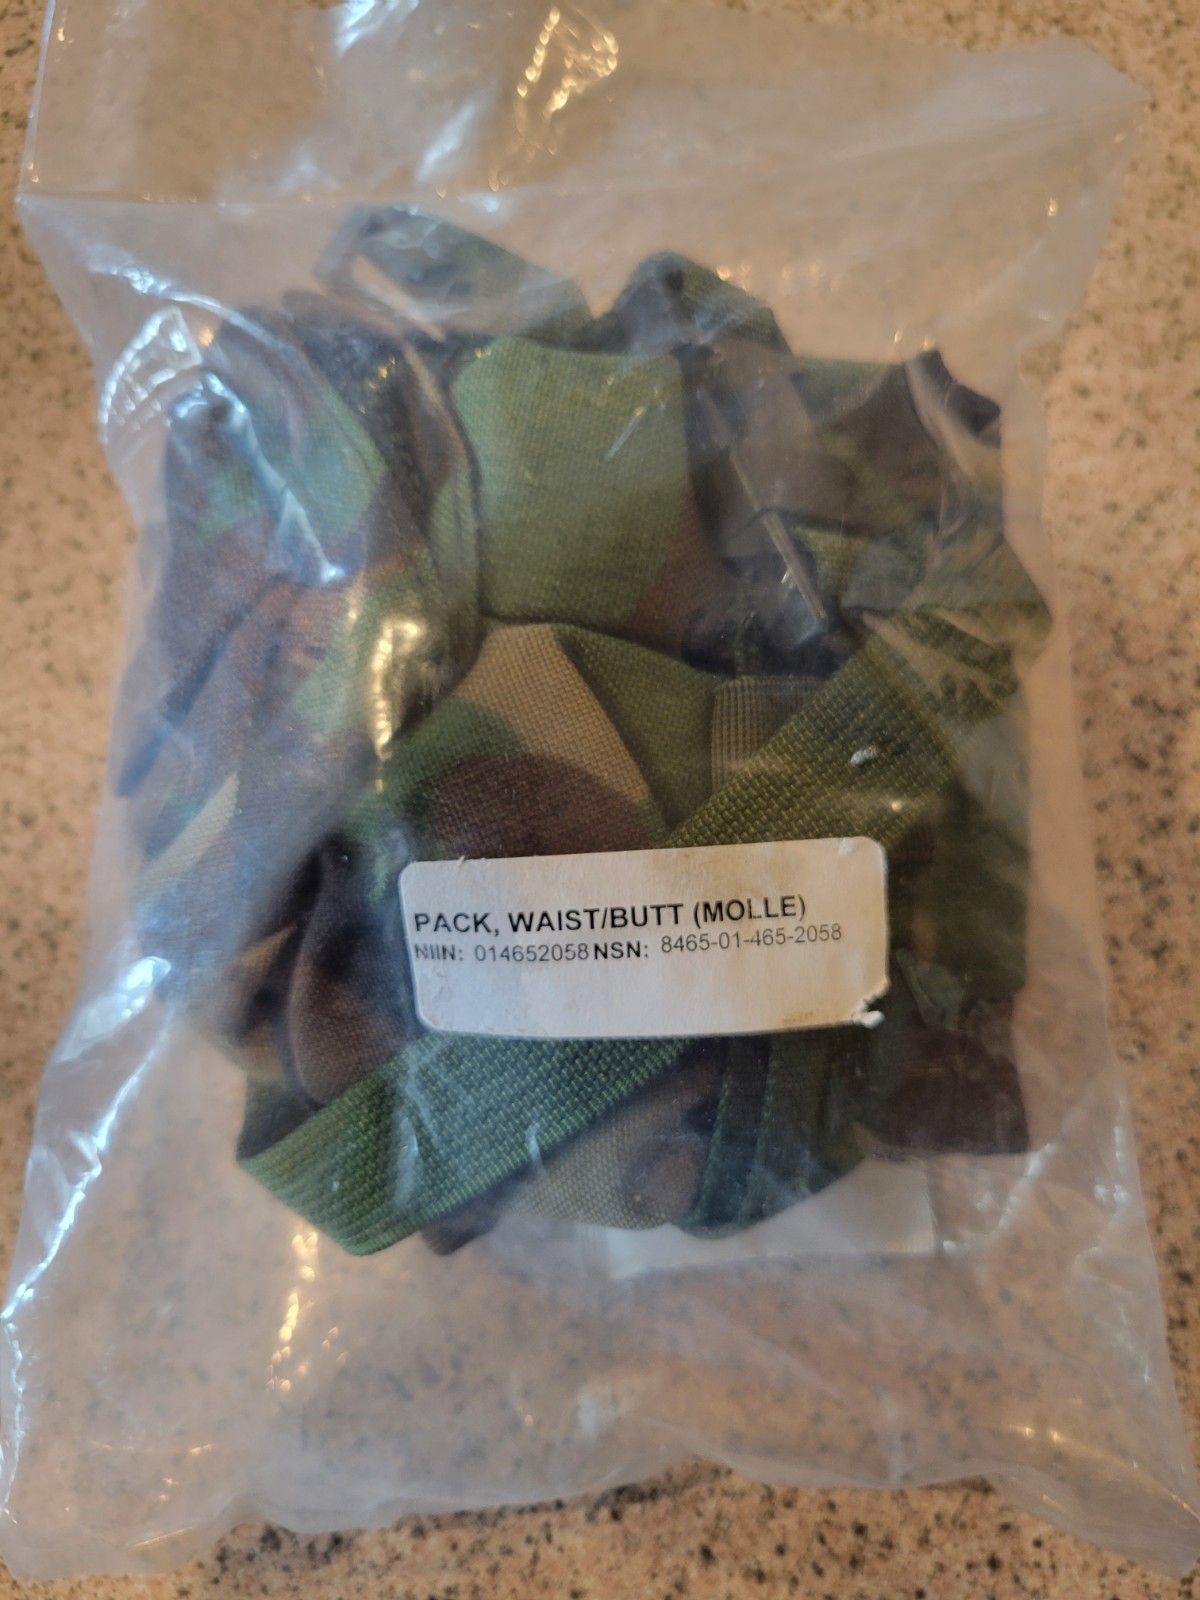 PACK, WAIST/BUTT (MOLLE)
NIIN: 014652058 NSN: 8465-01-465-2058